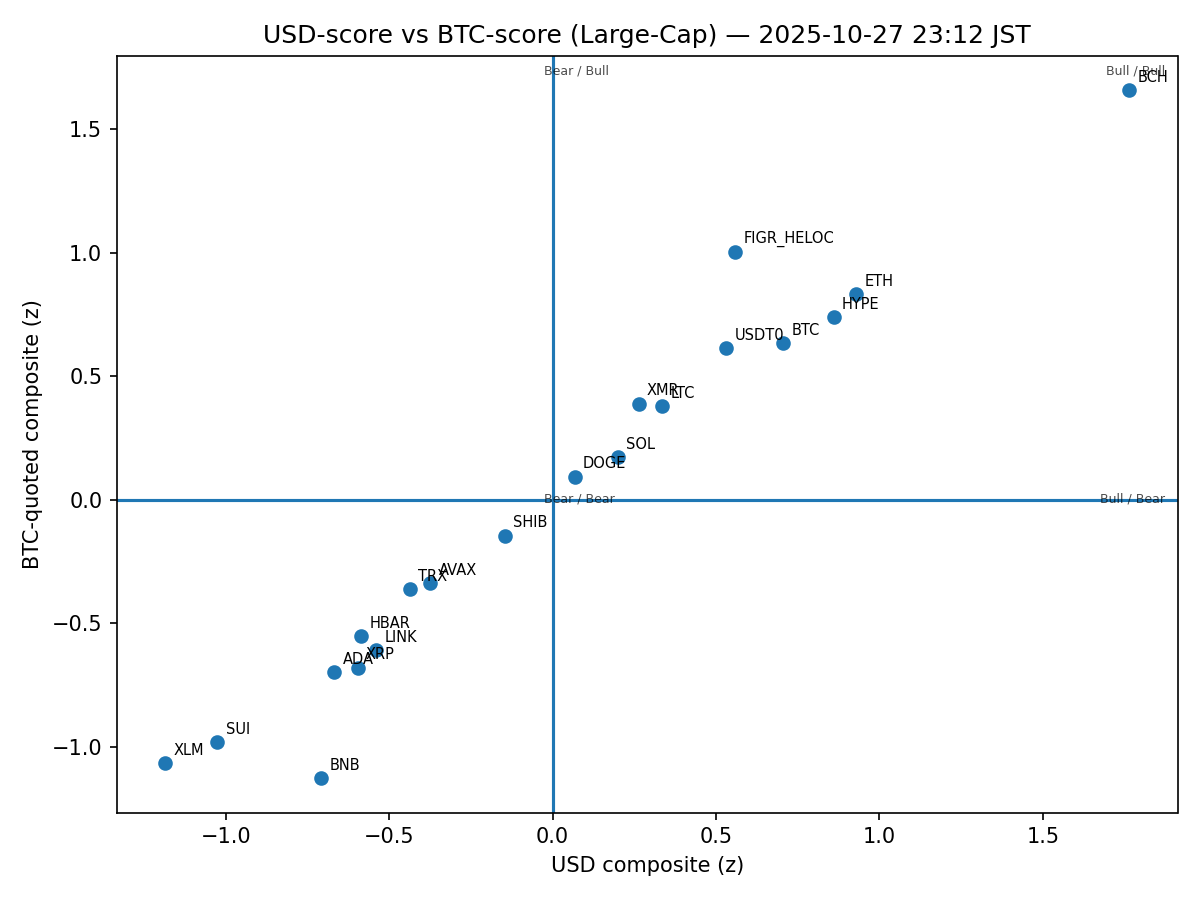 USD-score vs BTC-score (Large-Cap) — 2025-10-27 23:12 JST
Bear / Bull
Bull / Bull
BCH
1.5
FIGR_HELOC
1.0
ETH
HYPE
BTC
USDT0
0.5
XMR
LTC
SOL
DOGE
0.0
Bear / Bear
Bull / Bear
SHIB
AVAX
TRX
−0.5
HBAR
LINK
XRP
ADA
SUI
−1.0
XLM
BNB
−1.0
−0.5
0.0
0.5
1.0
1.5
USD composite (z)
BTC-quoted composite (z)